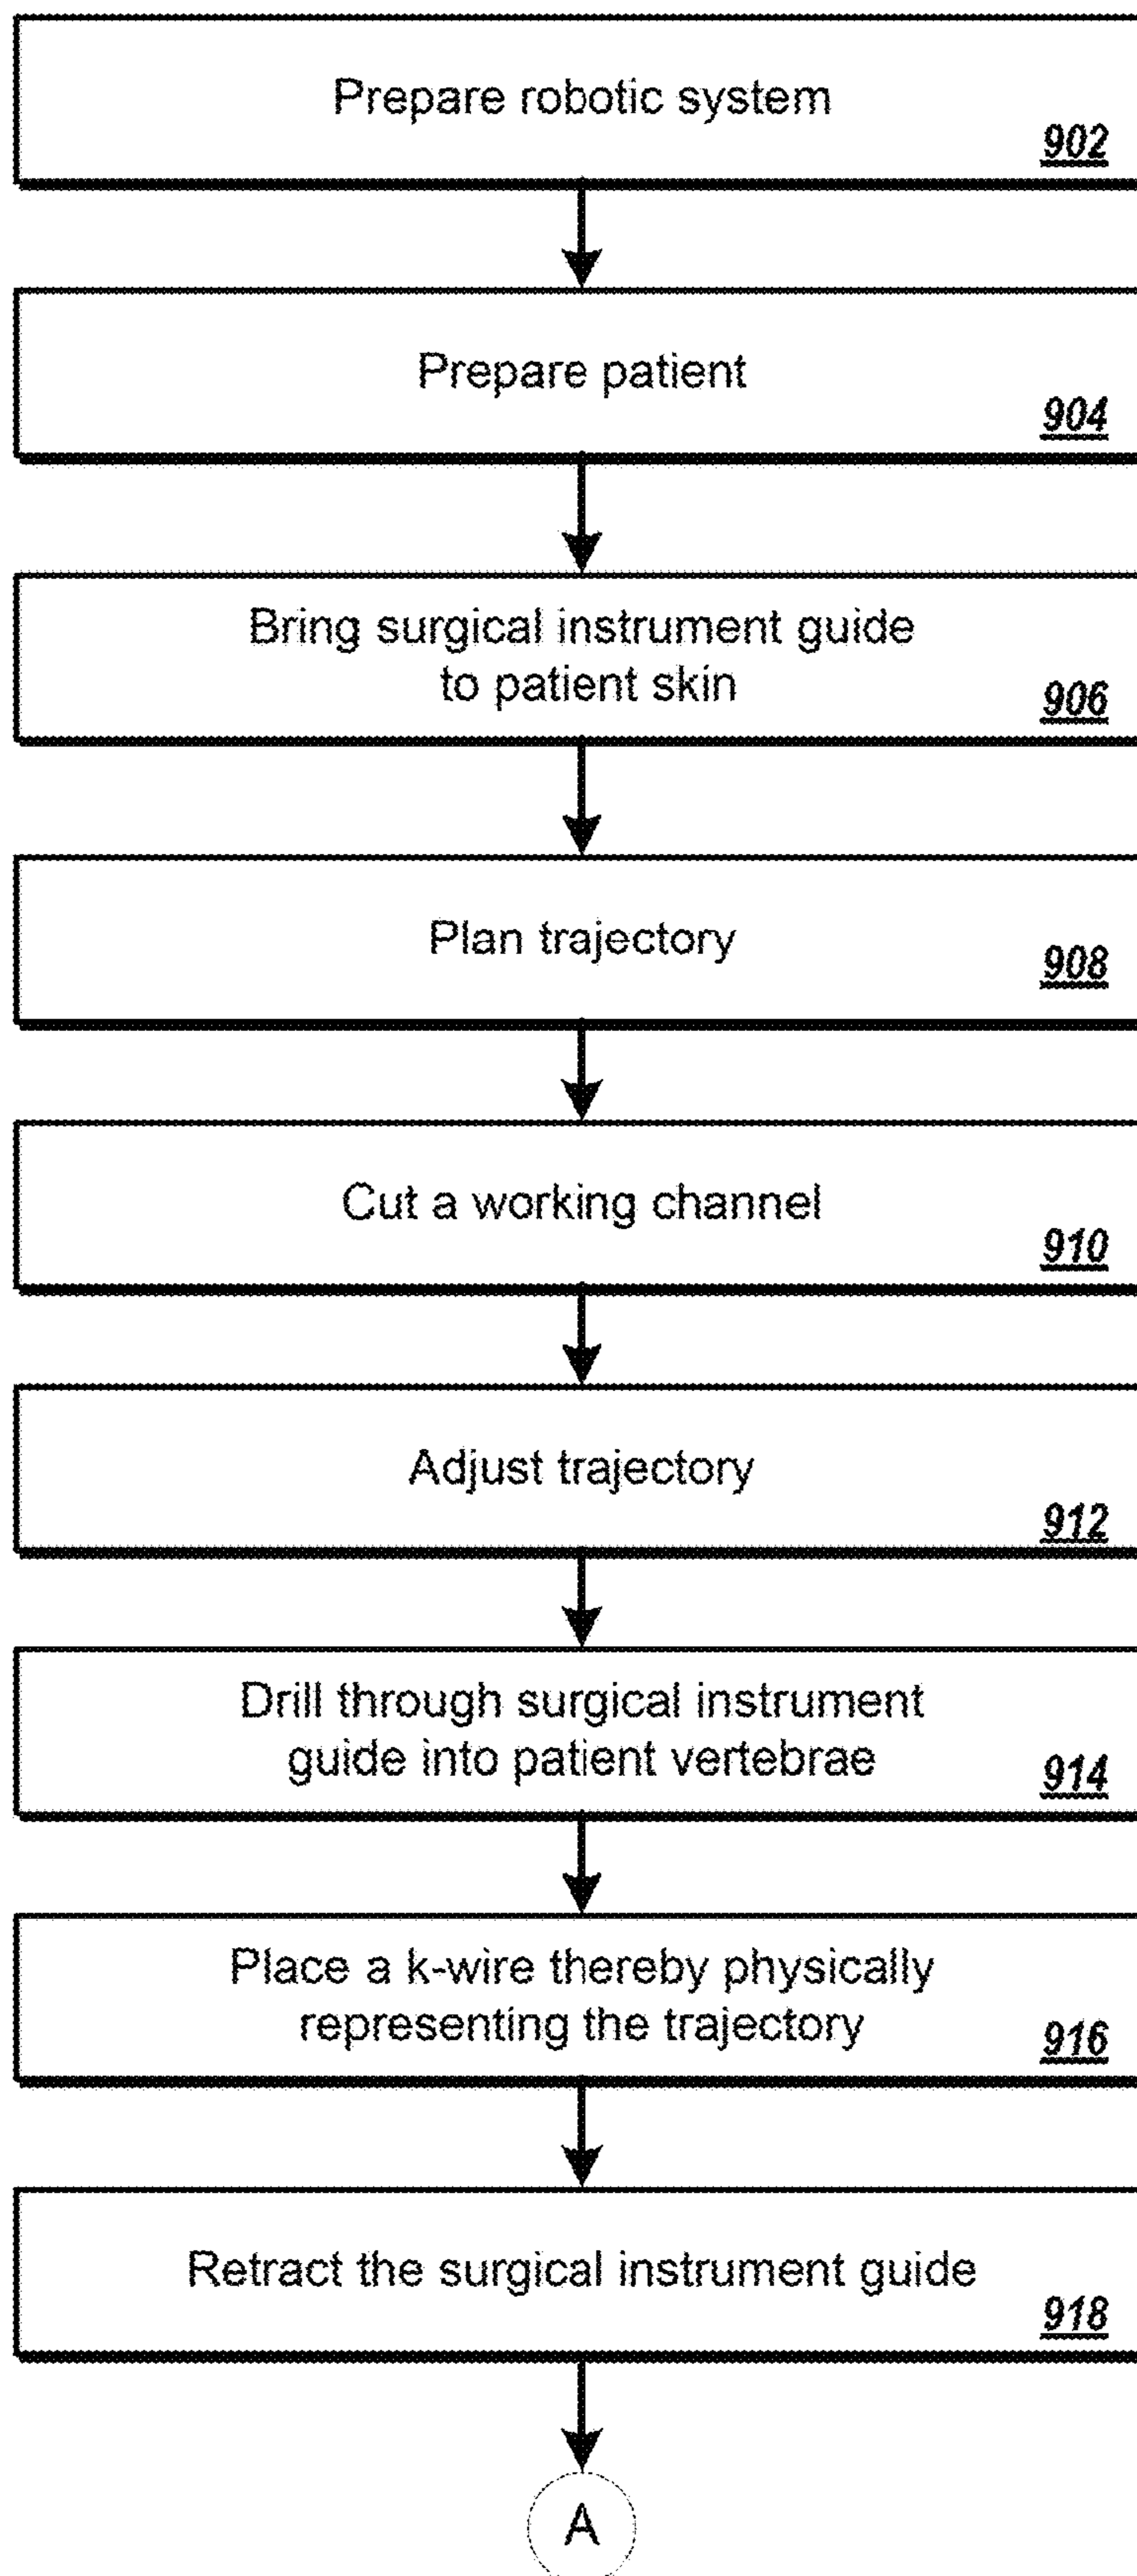 Prepare robotic system
902
Prepare patient
904
Bring surgical instrument guide
to patient skin
906
Plan trajectory
908
Cut a working channel
910
Adjust trajectory
912
Drill through surgical instrument
guide into patient vertebrae
914
Place a k-wire thereby physically
representing the trajectory
916
Retract the surgical instrument guide
918
A